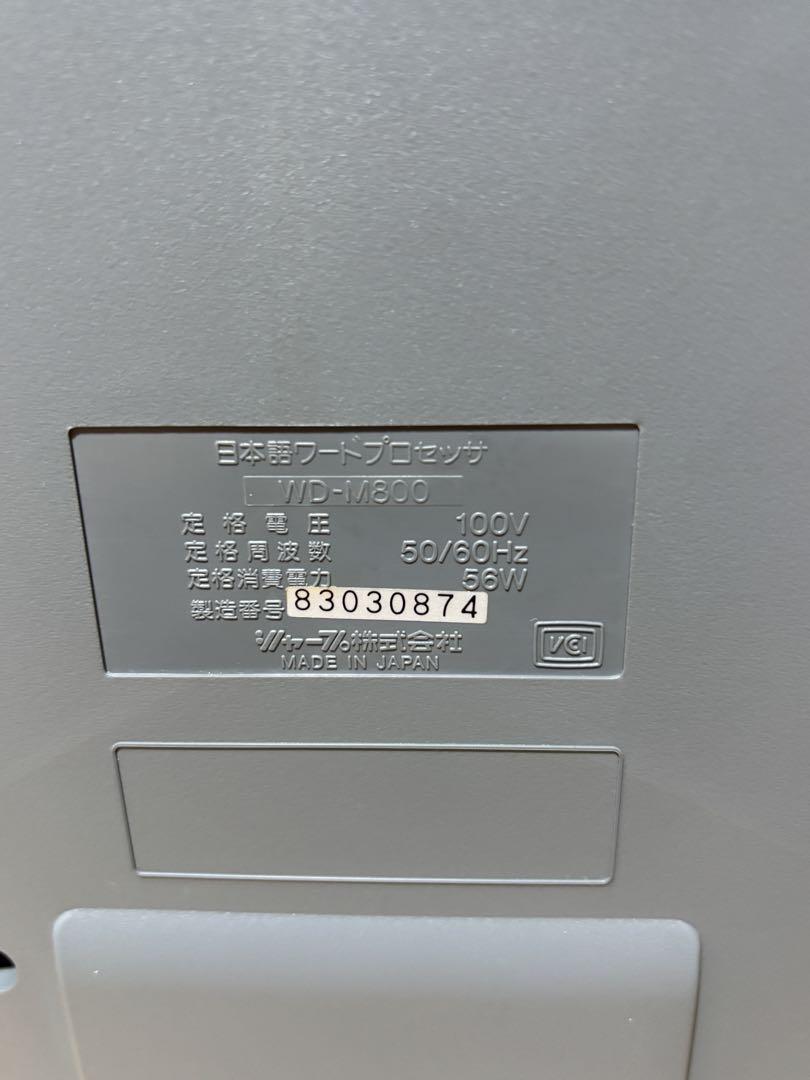 日本語ワードプロセッサ
WD-M800
定格電圧 100V
定格周波数 50/60Hz
定格消費電力 56W
製造番号 83030874
シャープ株式会社
MADE IN JAPAN
VCI